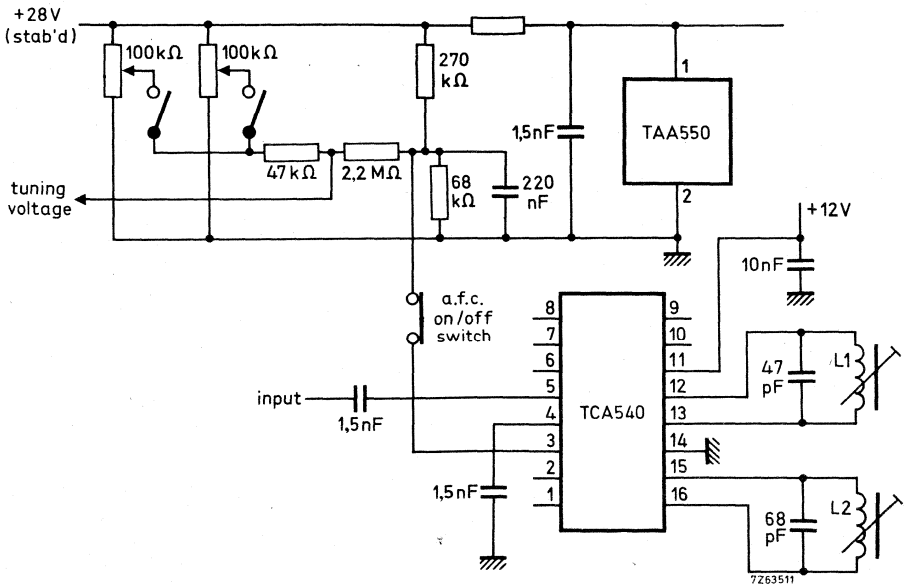 +28V
(stab'd)
100kΩ
100kΩ
270
kΩ
1
TAA550
2
1,5nF
47kΩ
2,2MΩ
68
kΩ
220
nF
tuning
voltage
+12V
10nF
a.f.c.
on/off
switch
8
7
6
5
4
3
2
1
TCA540
9
10
11
12
13
14
15
16
input
1,5nF
1,5nF
47
pF
L1
68
pF
L2
7Z63511